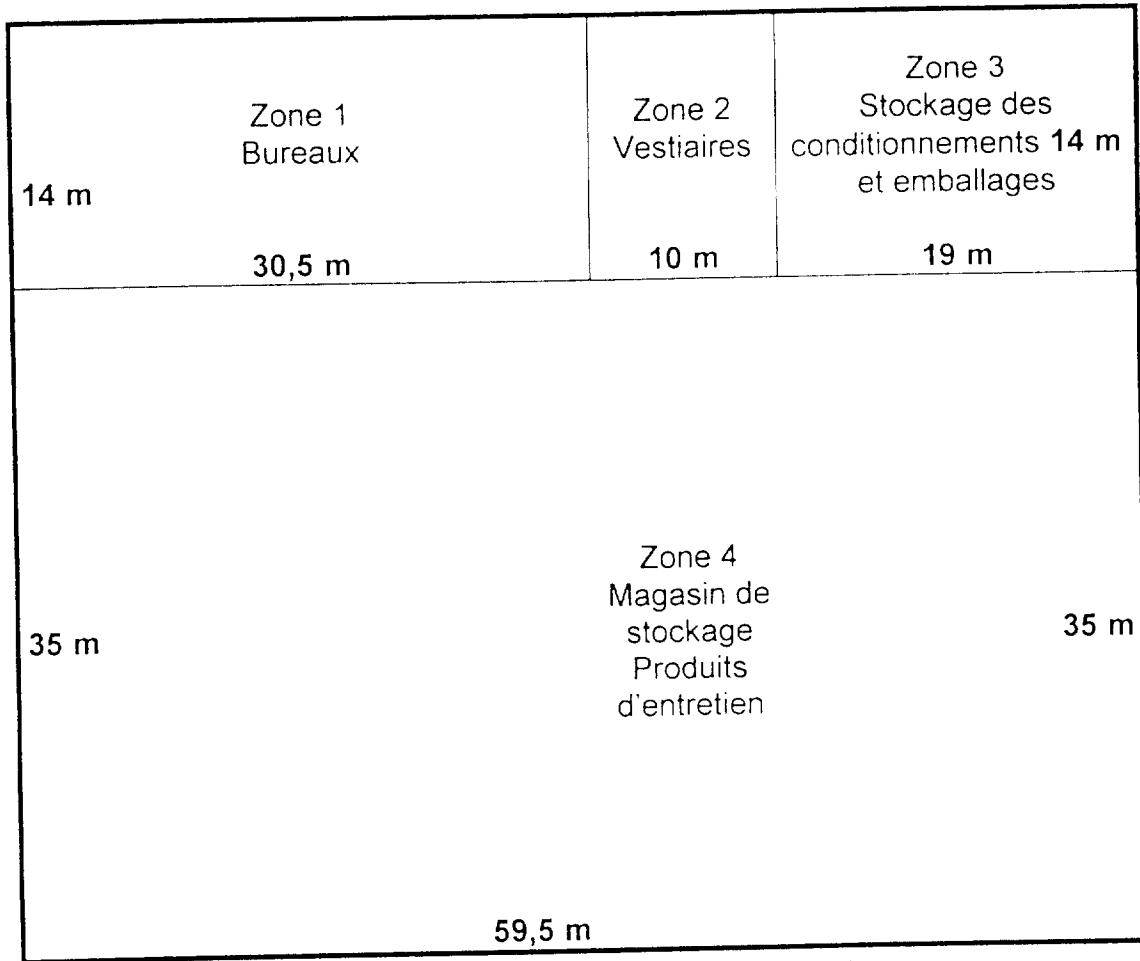 Zone 1
Bureaux
14 m
30,5 m
Zone 2
Vestiaires
10 m
Zone 3
Stockage des
conditionnements 14 m
et emballages
19 m
Zone 4
Magasin de
stockage
Produits
d'entretien
35 m
35 m
59,5 m